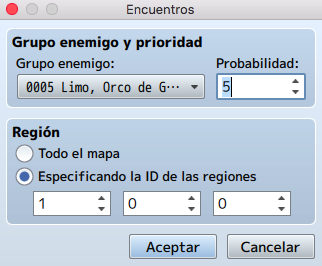 Encuentros
Grupo enemigo y prioridad
Grupo enemigo: Probabilidad:
0005 Limo, Orco de G··· 5
Región
Todo el mapa
Especificando la ID de las regiones
1 0 0
Aceptar Cancelar